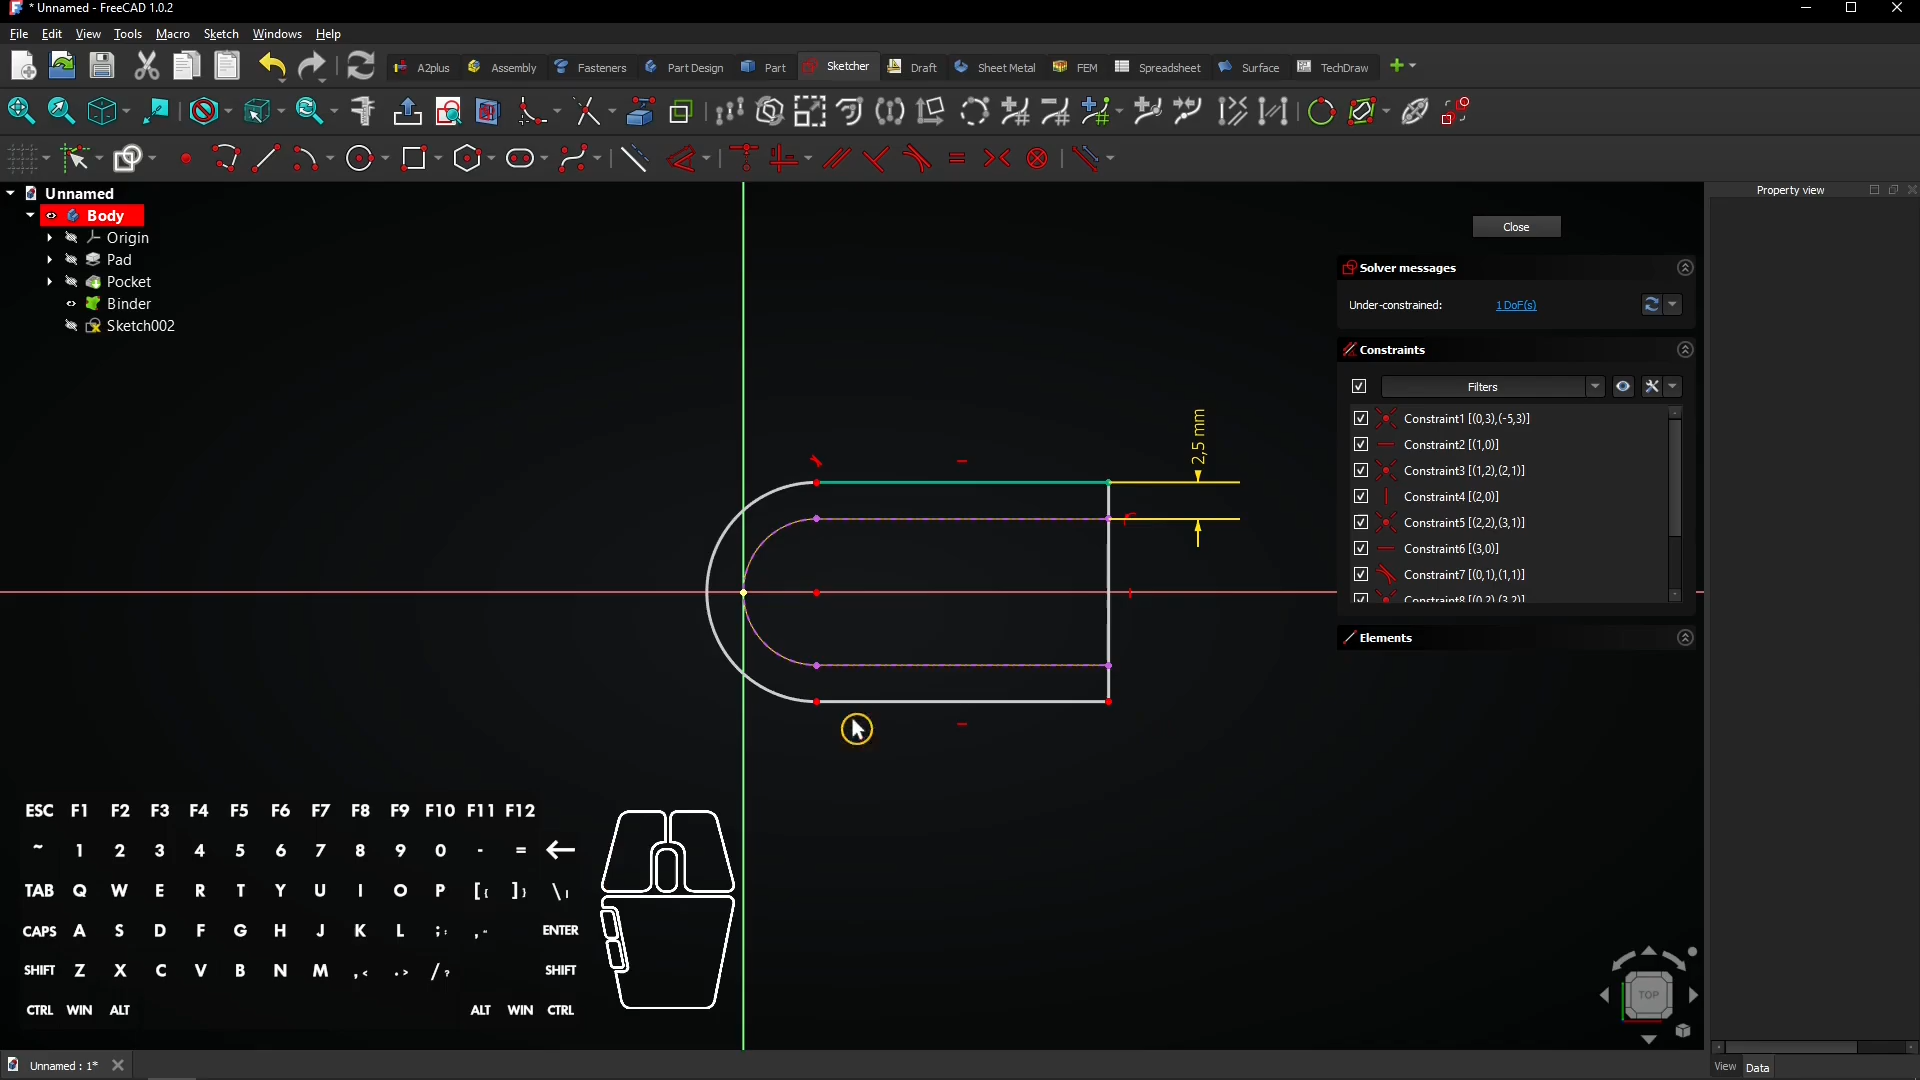 * Unnamed - FreeCAD 1.0.2
File Edit View Tools Macro Sketch Windows Help
A2plus Assembly Fasteners Part Design Part Sketcher Draft Sheet Metal FEM Spreadsheet Surface TechDraw
Unnamed
Body
Origin
Pad
Pocket
Binder
Sketch002
2,5 mm
Close
Solver messages
Under-constrained: 1 DoF(s)
Constraints
Filters
Constraint1 [(0,3),(-5,3)]
Constraint2 [(1,0)]
Constraint3 [(1,2),(2,1)]
Constraint4 [(2,0)]
Constraint5 [(2,2),(3,1)]
Constraint6 [(3,0)]
Constraint7 [(0,1),(1,1)]
Constraint8 [(0,2),(3,2)]
Elements
Property view
ESC F1 F2 F3 F4 F5 F6 F7 F8 F9 F10 F11 F12
~ 1 2 3 4 5 6 7 8 9 0 - =
TAB Q W E R T Y U I O P [{ ]} \|
CAPS A S D F G H J K L ;: ,"
ENTER
SHIFT Z X C V B N M ,< .> /?
SHIFT
CTRL WIN ALT ALT WIN CTRL
TOP
Unnamed : 1*
View Data